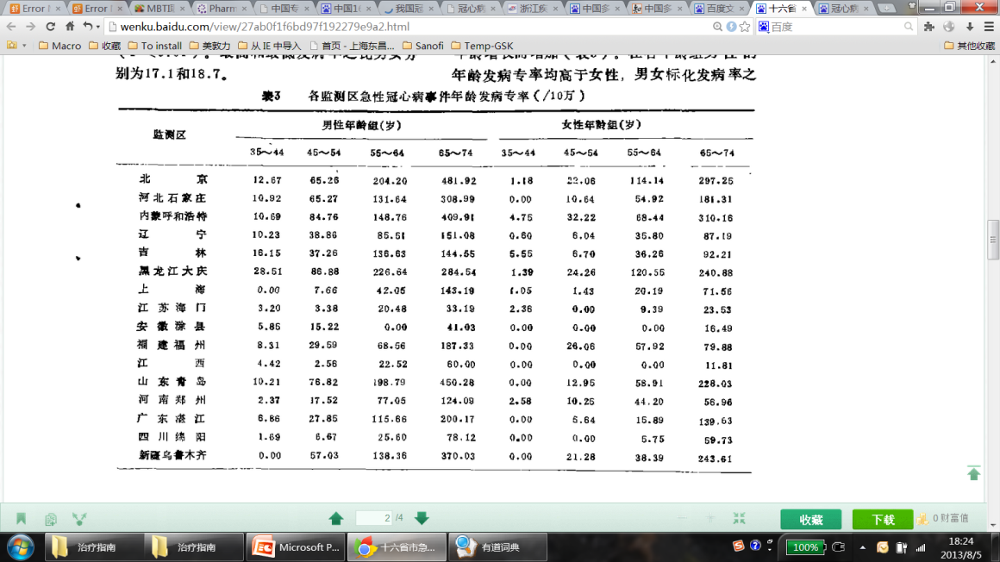 Error
Error
MBTI职
Pharm
中国专
中国10
我国冠
冠心病
浙江疾
中国多
中国多
百度文
十六省
冠心病
wenku.baidu.com/view/27ab0f1f6bd97f192279e9a2.html
百度
Macro 收藏 To install 美敦力 从 IE 中导入 首页 - 上海东昌... Sanofi Temp-GSK 其他收藏
别为17.1和18.7。
年龄发病专率均高于女性，男女标化发病率之
表3 各监测区急性冠心病事件年龄发病专率（/10万）
监测区 男性年龄组(岁) 女性年龄组(岁)
35～44 45～54 55～64 65～74 35～44 45～54 55～64 65～74
北京 12.67 65.26 204.20 481.92 1.18 22.06 114.14 297.25
河北石家庄 10.92 65.27 131.64 308.99 0.00 10.64 54.92 181.31
内蒙呼和浩特 10.69 84.76 148.76 409.91 4.75 32.22 68.44 310.16
辽宁 10.23 38.86 85.51 151.08 0.60 6.04 35.80 87.19
吉林 16.15 37.26 136.63 144.55 5.55 6.70 36.26 92.21
黑龙江大庆 28.51 86.88 226.64 284.54 1.39 24.26 120.55 240.88
上海 0.00 7.66 42.05 143.19 1.05 1.43 20.19 71.56
江苏海门 3.20 3.38 20.48 33.19 2.36 0.00 9.39 23.53
安徽滁县 5.85 15.22 0.00 41.03 0.00 0.00 0.00 16.49
福建福州 8.31 29.59 68.56 187.33 0.00 26.06 57.92 79.88
江西 4.42 2.56 22.52 60.00 0.00 0.00 0.00 11.81
山东青岛 10.21 76.82 198.79 450.28 0.00 12.95 58.91 228.03
河南郑州 2.37 17.52 77.05 124.09 2.58 10.25 44.20 56.96
广东湛江 6.86 27.85 115.66 200.17 0.00 5.64 15.89 139.53
四川绵阳 1.69 6.67 25.60 78.12 0.00 0.00 5.75 59.73
新疆乌鲁木齐 0.00 57.03 138.36 370.03 0.00 21.28 38.39 243.61
2 /4 收藏 下载 0 财富值
治疗指南 治疗指南 Microsoft P... 十六省市急... 有道词典 100% 18:24
2013/8/5